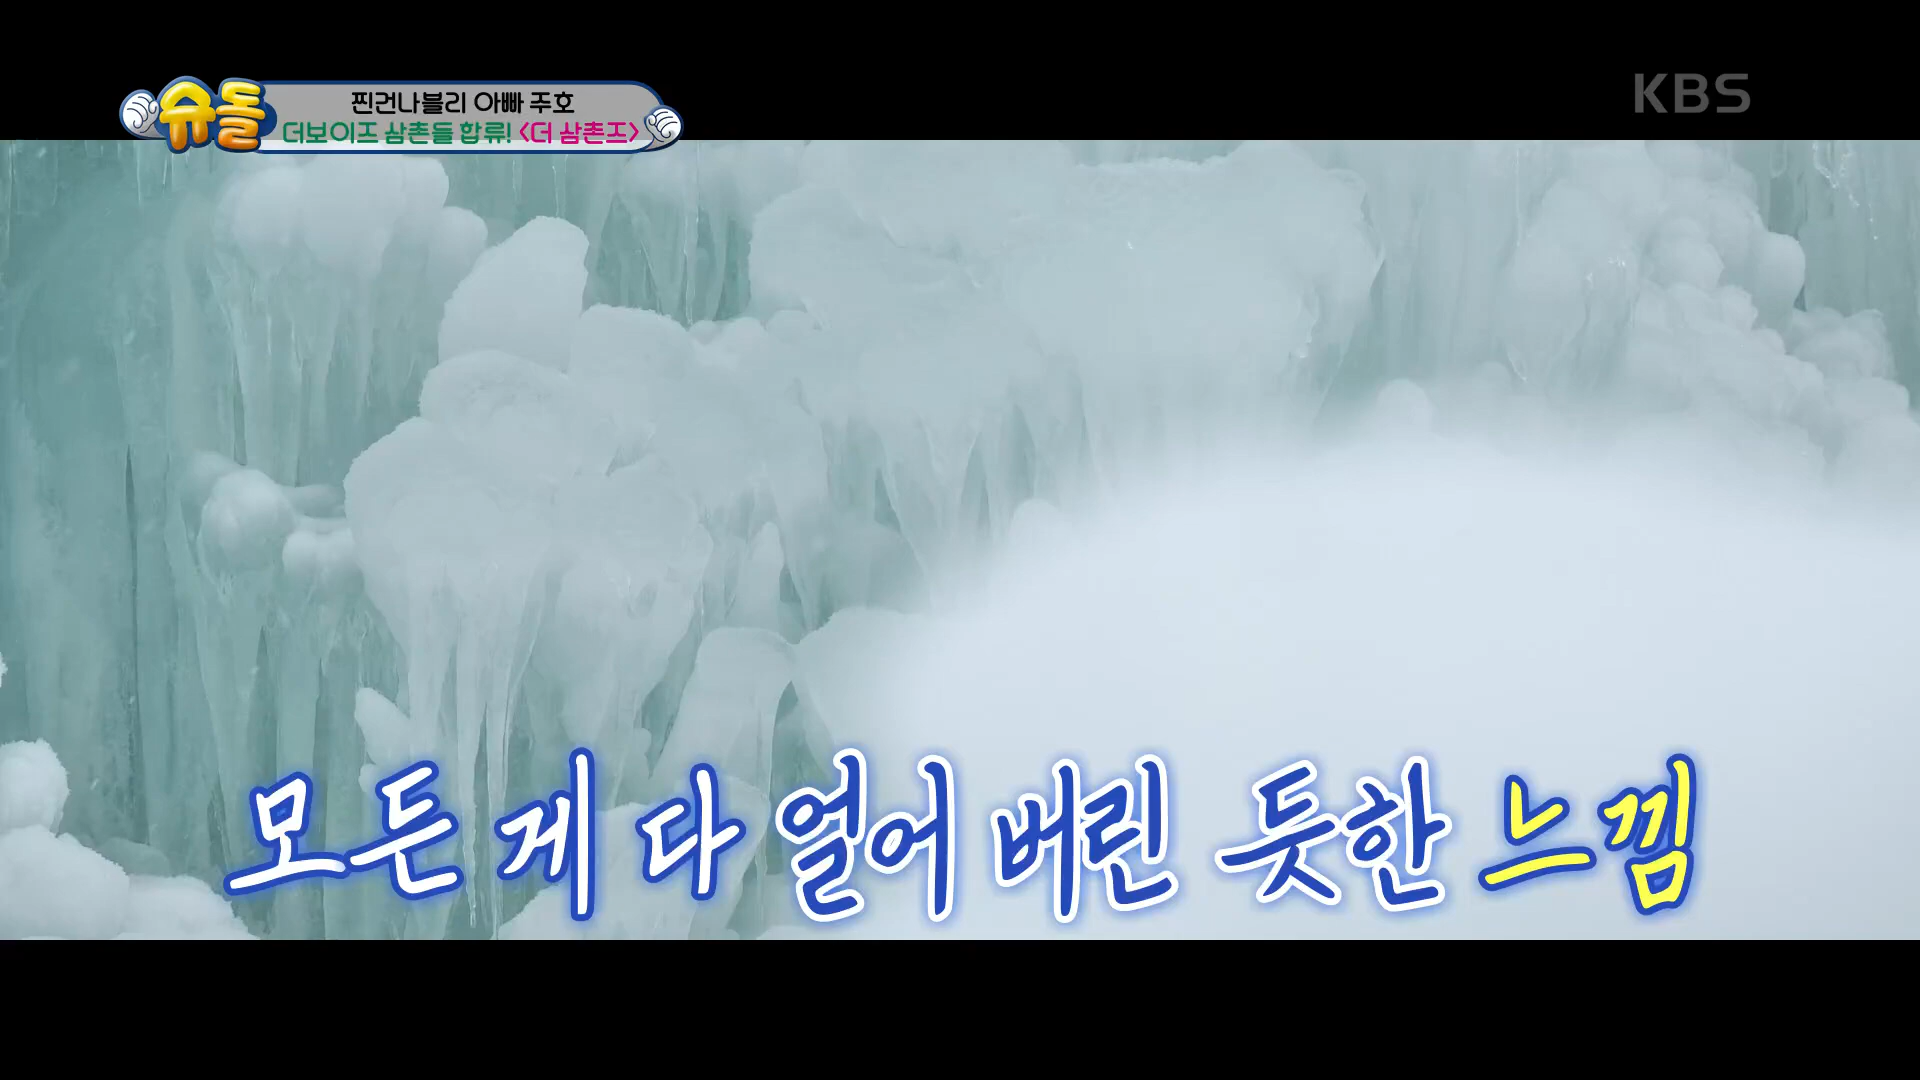 슈돌
찐건나블리 아빠 주호
더보이즈 삼촌들 합류! <더 삼촌즈>
KBS
모든 게 다 얼어 버린 듯한 느낌